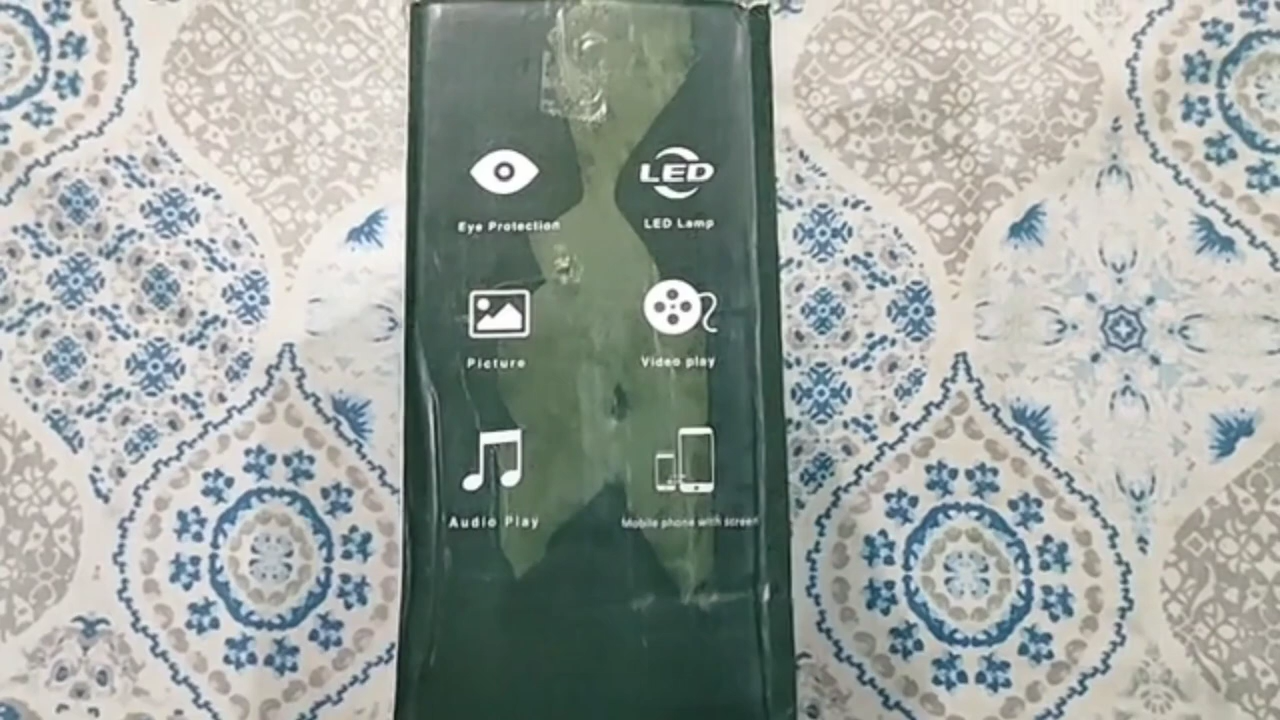 LED
Eye Protection
LED Lamp
Picture
Video play
Audio Play
Mobile phone with screen